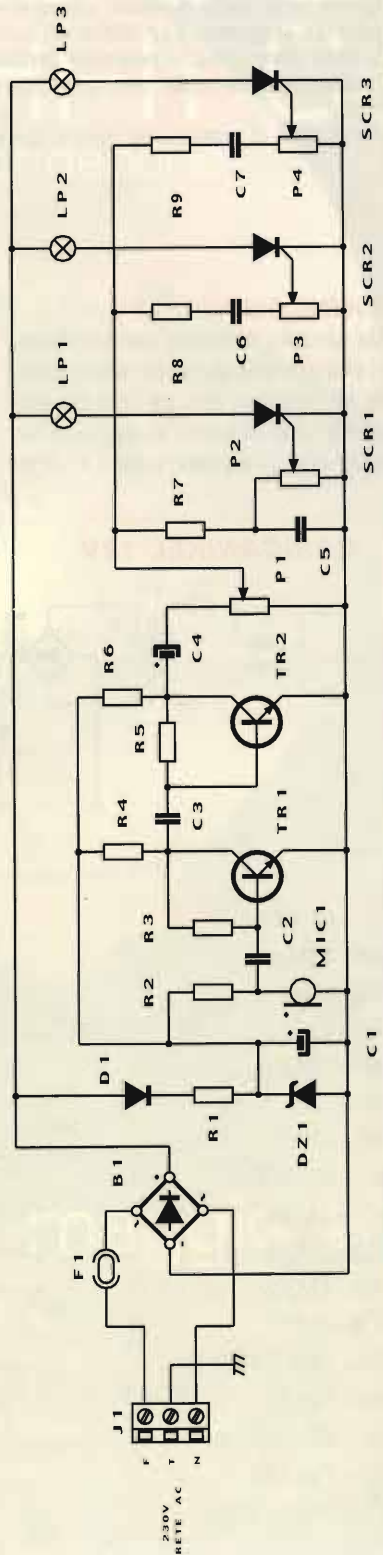 230V
RETE AC
J1
F
T
N
F1
B1
D1
R1
DZ1
C1
R2
MIC1
C2
R3
R4
TR1
C3
R5
R6
TR2
C4
P1
R7
C5
P2
LP1
SCR1
R8
C6
P3
LP2
SCR2
R9
C7
P4
LP3
SCR3